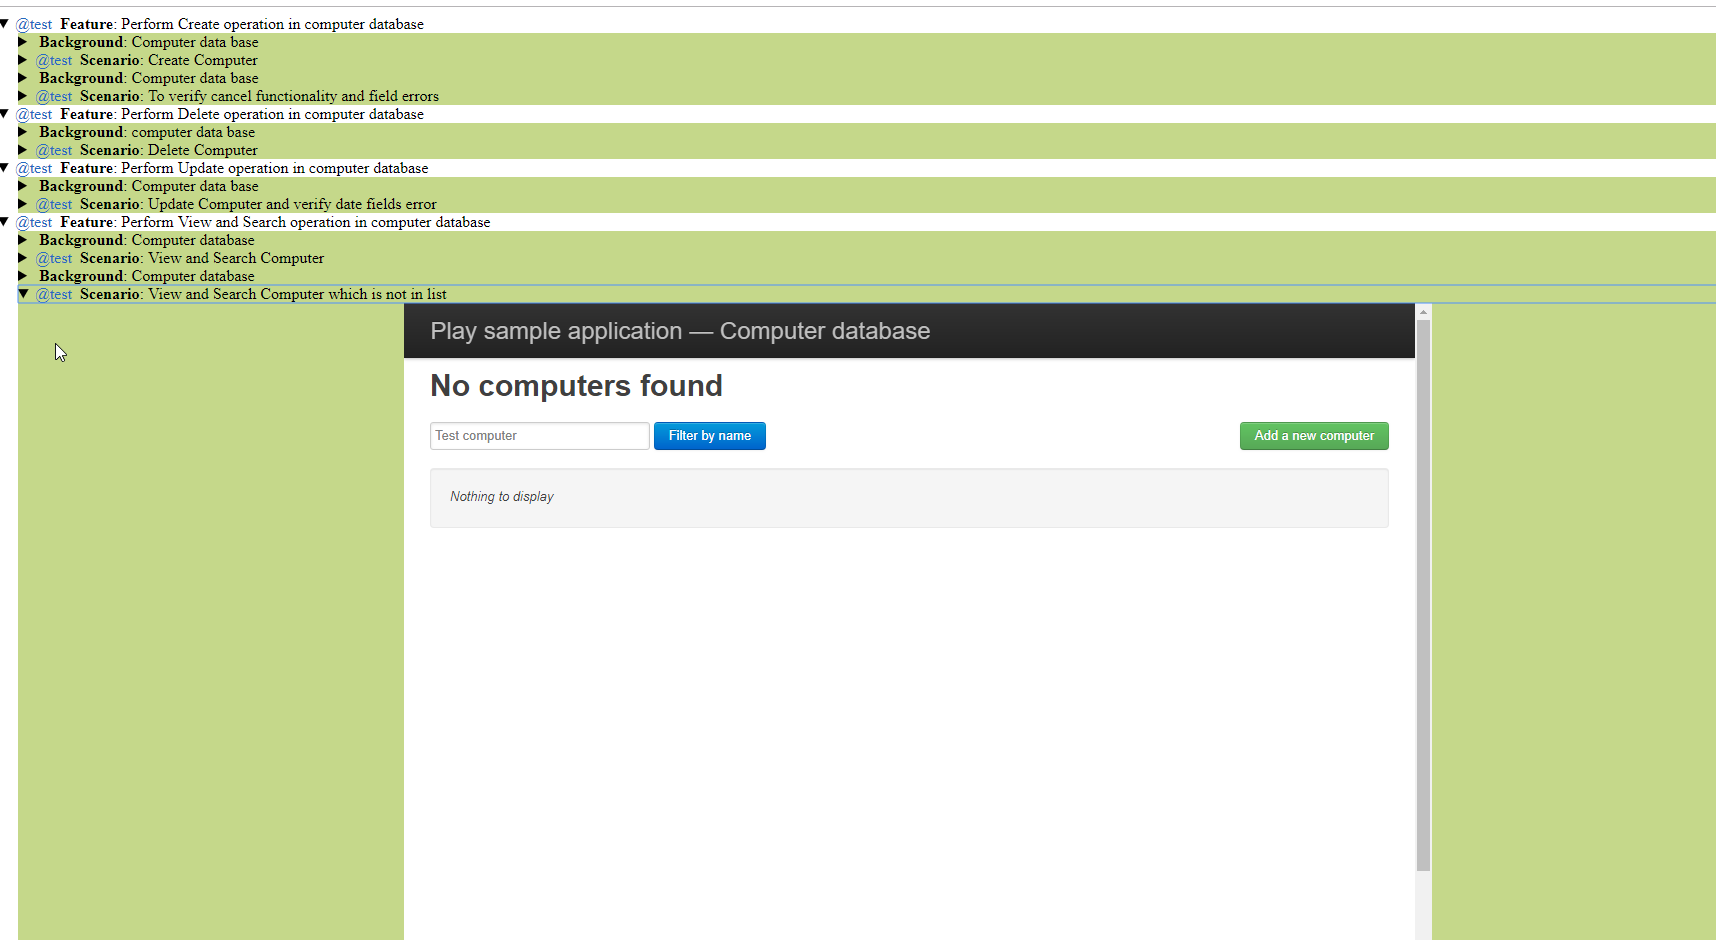 @test Feature: Perform Create operation in computer database
Background: Computer data base
@test Scenario: Create Computer
Background: Computer data base
@test Scenario: To verify cancel functionality and field errors
@test Feature: Perform Delete operation in computer database
Background: computer data base
@test Scenario: Delete Computer
@test Feature: Perform Update operation in computer database
Background: Computer data base
@test Scenario: Update Computer and verify date fields error
@test Feature: Perform View and Search operation in computer database
Background: Computer database
@test Scenario: View and Search Computer
Background: Computer database
@test Scenario: View and Search Computer which is not in list
Play sample application — Computer database
No computers found
Test computer Filter by name Add a new computer
Nothing to display